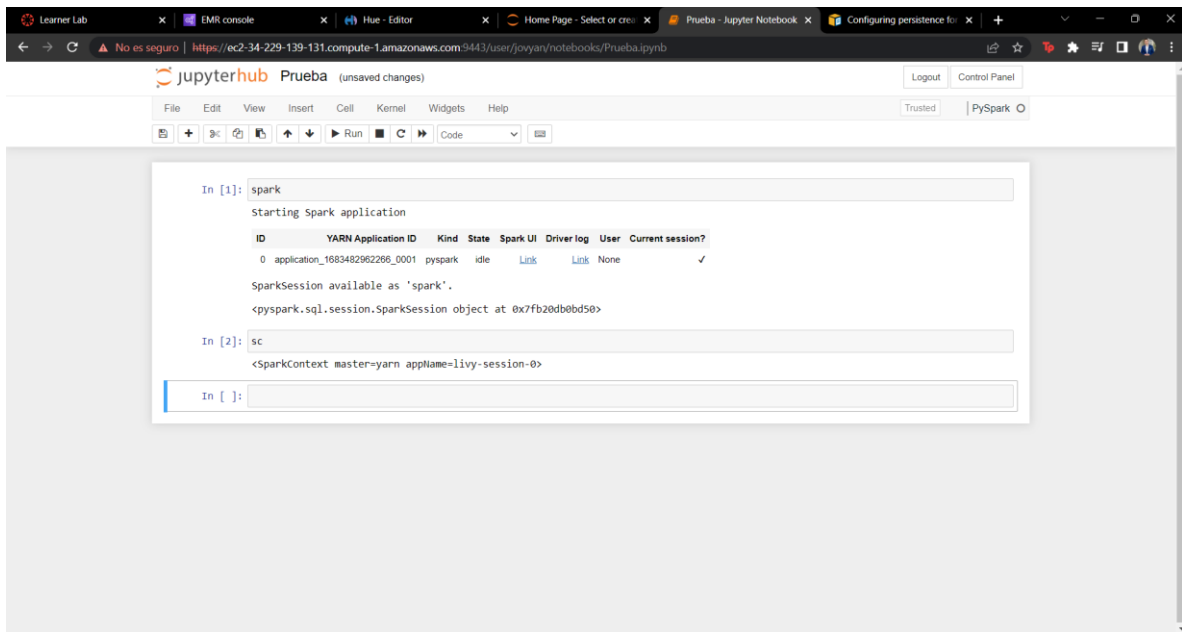 Learner Lab
EMR console
Hue - Editor
Home Page - Select or crea
Prueba - Jupyter Notebook
Configuring persistence for
No es seguro | https://ec2-34-229-139-131.compute-1.amazonaws.com:9443/user/jovyan/notebooks/Prueba.ipynb
jupyterhub Prueba (unsaved changes)
Logout Control Panel
File Edit View Insert Cell Kernel Widgets Help
Trusted PySpark
Run Code
In [1]: spark
Starting Spark application
ID YARN Application ID Kind State Spark UI Driver log User Current session?
0 application_1683482962266_0001 pyspark idle Link Link None ✓
SparkSession available as 'spark'.
<pyspark.sql.session.SparkSession object at 0x7fb20db0bd50>
In [2]: sc
<SparkContext master=yarn appName=livy-session-0>
In [ ]: